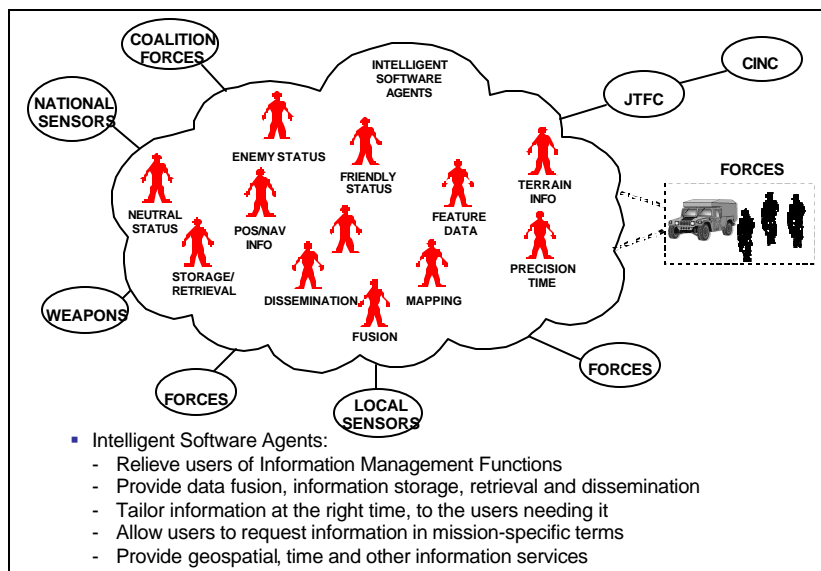 COALITION
FORCES
INTELLIGENT
SOFTWARE
AGENTS
CINC
JTFC
NATIONAL
SENSORS
ENEMY STATUS
FRIENDLY
STATUS
TERRAIN
INFO
FORCES
NEUTRAL
STATUS
POS/NAV
INFO
FEATURE
DATA
STORAGE/
RETRIEVAL
PRECISION
TIME
DISSEMINATION
MAPPING
WEAPONS
FUSION
FORCES
LOCAL
SENSORS
FORCES
▪ Intelligent Software Agents:
- Relieve users of Information Management Functions
- Provide data fusion, information storage, retrieval and dissemination
- Tailor information at the right time, to the users needing it
- Allow users to request information in mission-specific terms
- Provide geospatial, time and other information services